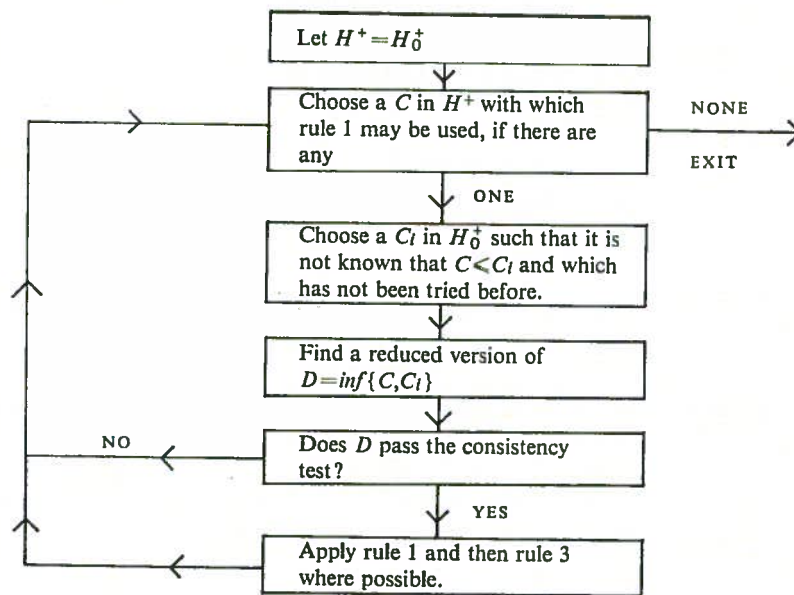 Let H⁺=H₀⁺
Choose a C in H⁺ with which
rule 1 may be used, if there are
any
NONE
EXIT
ONE
Choose a Cₗ in H₀⁺ such that it is
not known that C⩽Cₗ and which
has not been tried before.
Find a reduced version of
D=inf{C,Cₗ}
NO
Does D pass the consistency
test?
YES
Apply rule 1 and then rule 3
where possible.